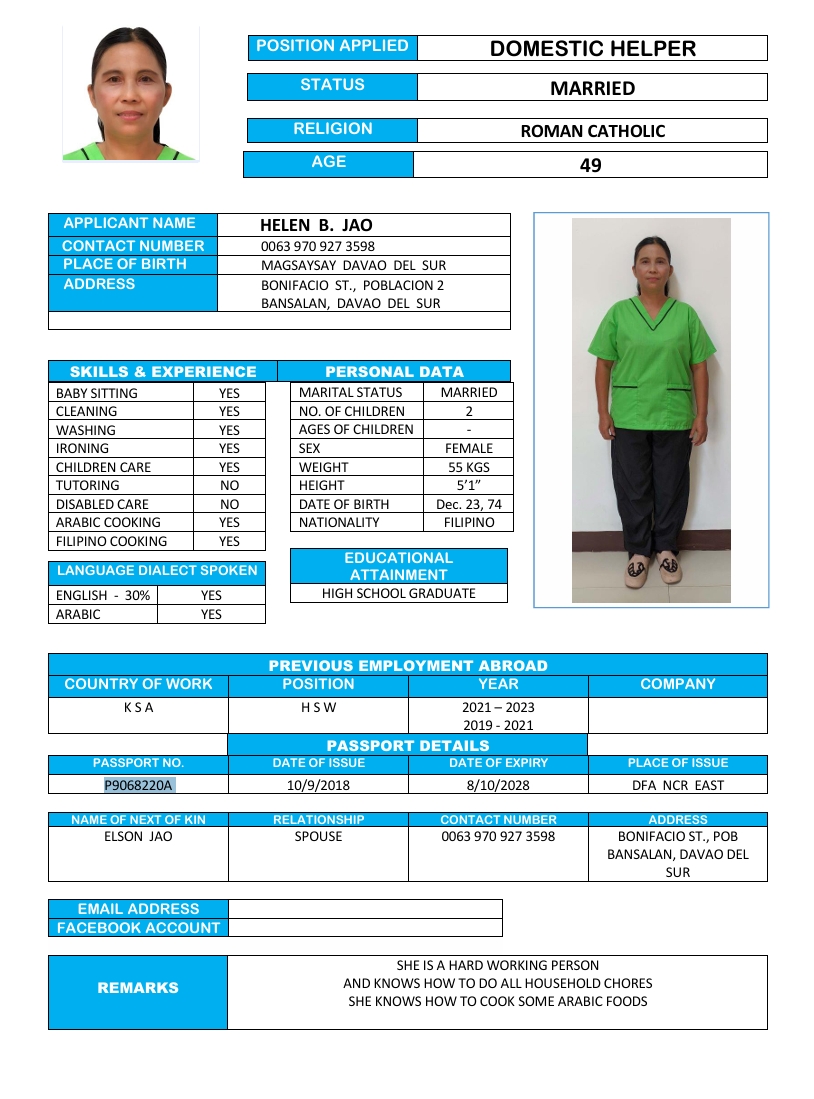 POSITION APPLIED DOMESTIC HELPER
STATUS MARRIED
RELIGION ROMAN CATHOLIC
AGE 49
APPLICANT NAME HELEN B. JAO
CONTACT NUMBER 0063 970 927 3598
PLACE OF BIRTH MAGSAYSAY DAVAO DEL SUR
ADDRESS BONIFACIO ST., POBLACION 2
BANSALAN, DAVAO DEL SUR
SKILLS & EXPERIENCE
BABY SITTING YES
CLEANING YES
WASHING YES
IRONING YES
CHILDREN CARE YES
TUTORING NO
DISABLED CARE NO
ARABIC COOKING YES
FILIPINO COOKING YES
LANGUAGE DIALECT SPOKEN
ENGLISH - 30% YES
ARABIC YES
PERSONAL DATA
MARITAL STATUS MARRIED
NO. OF CHILDREN 2
AGES OF CHILDREN -
SEX FEMALE
WEIGHT 55 KGS
HEIGHT 5’1”
DATE OF BIRTH Dec. 23, 74
NATIONALITY FILIPINO
EDUCATIONAL
ATTAINMENT
HIGH SCHOOL GRADUATE
PREVIOUS EMPLOYMENT ABROAD
COUNTRY OF WORK POSITION YEAR COMPANY
K S A H S W 2021 – 2023
2019 - 2021
PASSPORT DETAILS
PASSPORT NO. DATE OF ISSUE DATE OF EXPIRY PLACE OF ISSUE
P9068220A 10/9/2018 8/10/2028 DFA NCR EAST
NAME OF NEXT OF KIN RELATIONSHIP CONTACT NUMBER ADDRESS
ELSON JAO SPOUSE 0063 970 927 3598 BONIFACIO ST., POB
BANSALAN, DAVAO DEL
SUR
EMAIL ADDRESS
FACEBOOK ACCOUNT
REMARKS
SHE IS A HARD WORKING PERSON
AND KNOWS HOW TO DO ALL HOUSEHOLD CHORES
SHE KNOWS HOW TO COOK SOME ARABIC FOODS